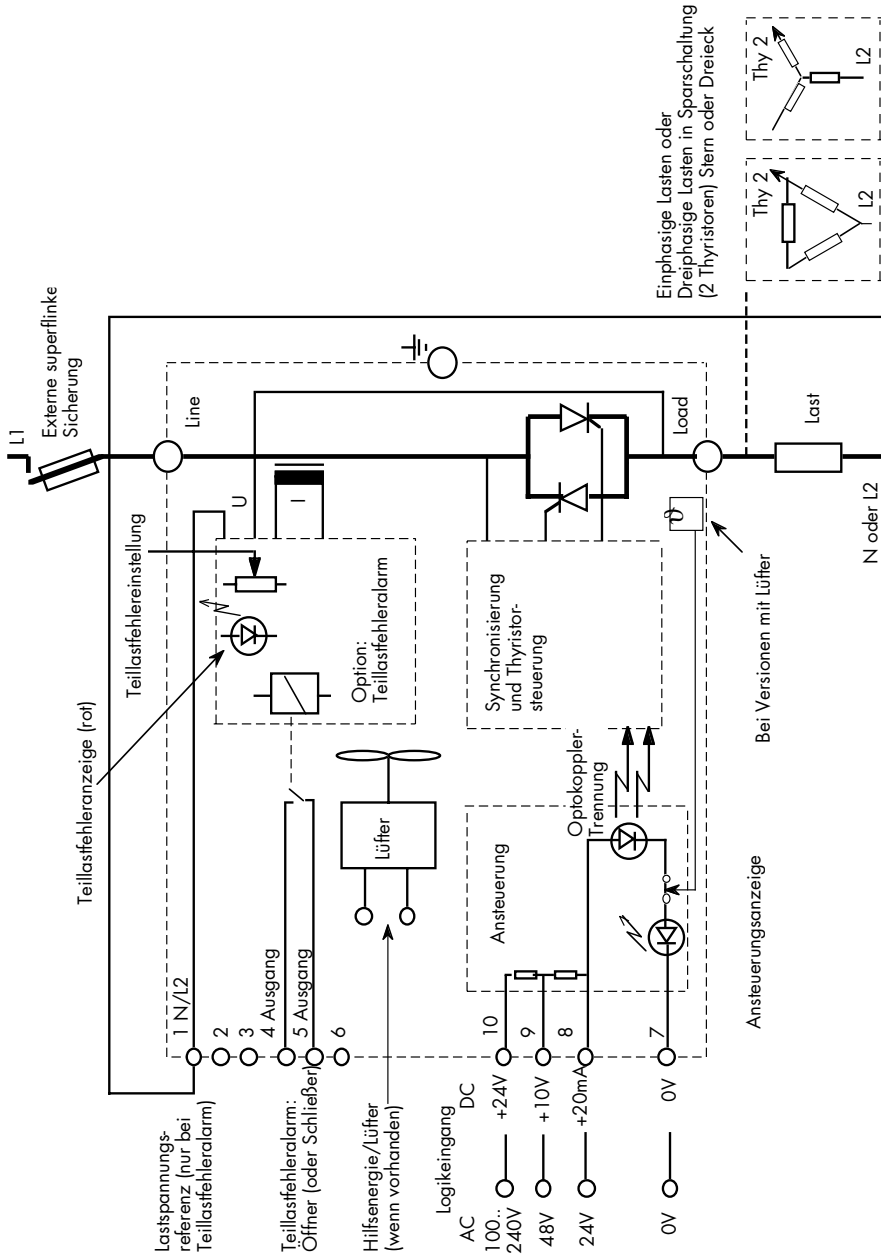 L1
Externe superflinke
Sicherung
Line
U
I
Teillastfehlereinstellung
Teillastfehleranzeige (rot)
Option:
Teillastfehleralarm
Lüfter
1 N/L2
2
3
4 Ausgang
5 Ausgang
6
Lastspannungs-
referenz (nur bei
Teillastfehleralarm)
Teillastfehleralarm:
Öffner (oder Schließer)
Hilfsenergie/Lüfter
(wenn vorhanden)
Logikeingang
AC
DC
100..
240V
+24V
10
48V
+10V
9
24V
+20mA
8
0V
0V
7
Ansteuerung
Optokoppler-
Trennung
Synchronisierung
und Thyristor-
steuerung
ϑ
Load
Last
N oder L2
Bei Versionen mit Lüfter
Ansteuerungsanzeige
Einphasige Lasten oder
Dreiphasige Lasten in Sparschaltung
(2 Thyristoren) Stern oder Dreieck
Thy 2
L2
Thy 2
L2